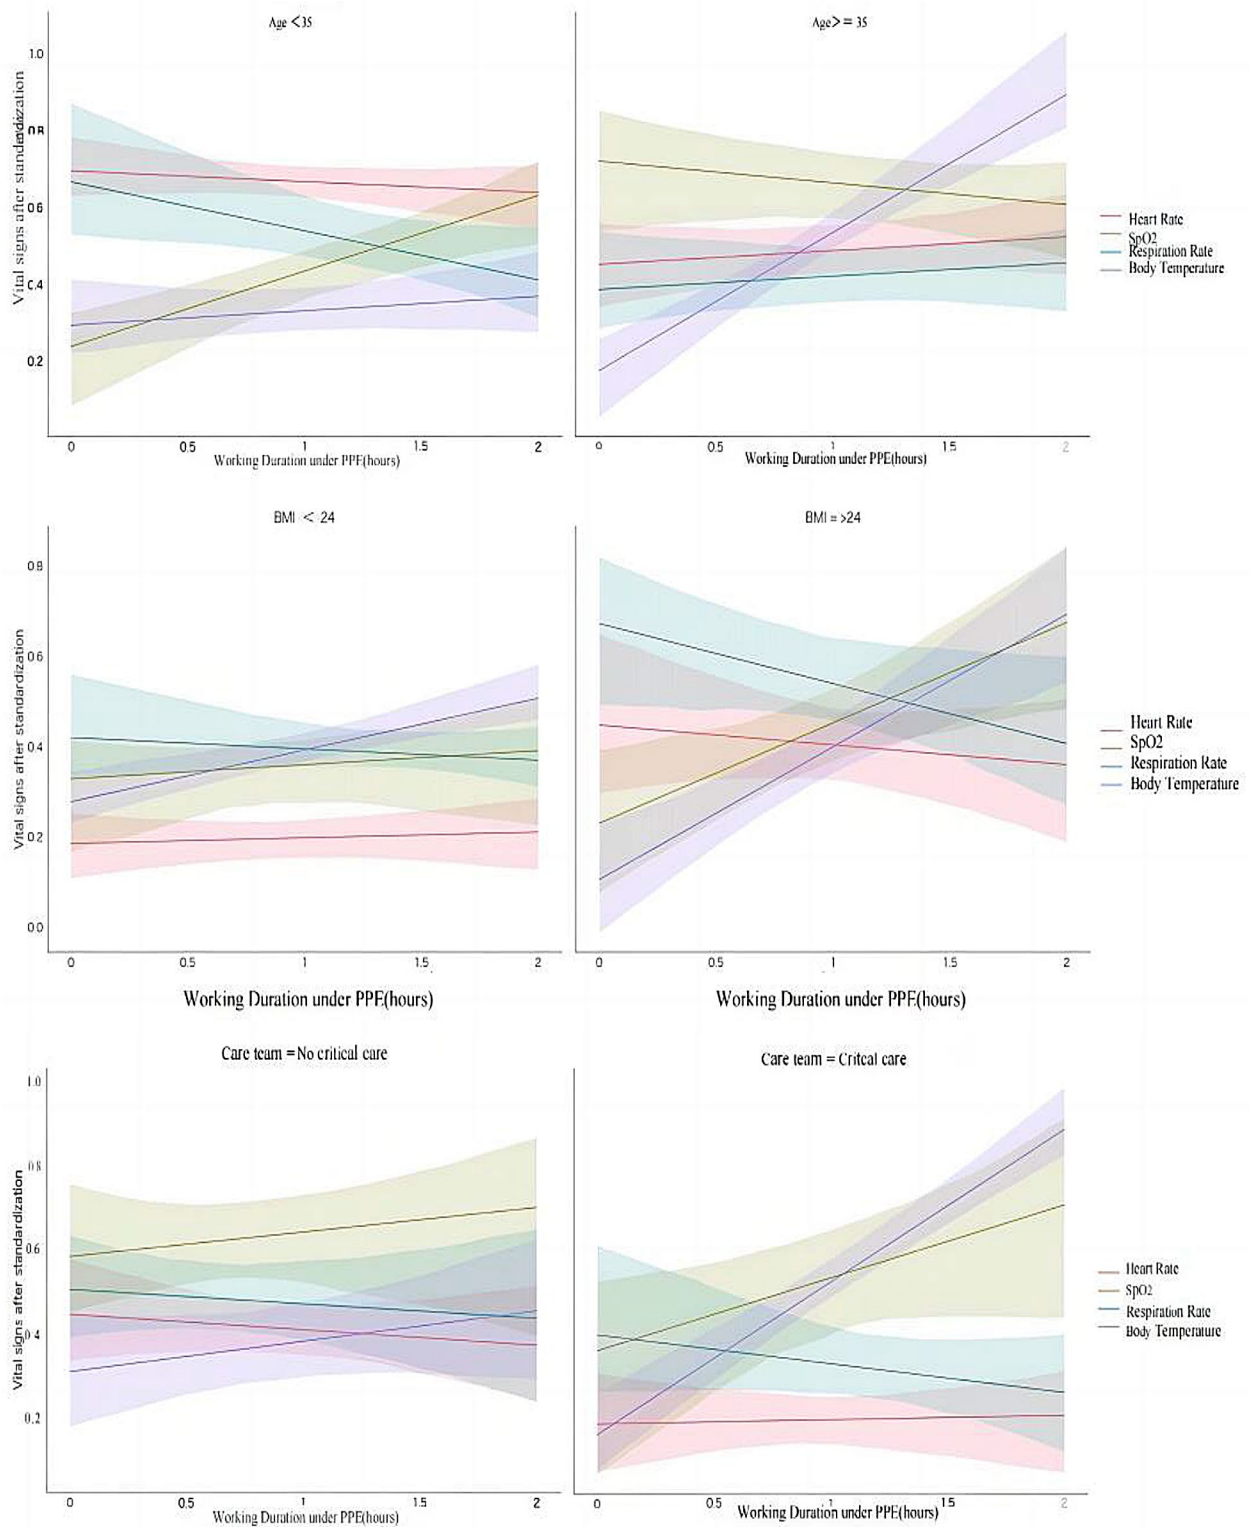 Age <35
Age>= 35
Vital signs after standardization
1.0
0.8
0.6
0.4
0.2
0 0.5 1 1.5 2
0 0.5 1 1.5 2
Working Duration under PPE(hours)
Working Duration under PPE(hours)
Heart Rate
SpO2
Respiration Rate
Body Temperature
BMI < 24
BMI = >24
Vital signs after standardization
0.8
0.6
0.4
0.2
0.0
0 0.5 1 1.5 2
0 0.5 1 1.5 2
Working Duration under PPE(hours)
Working Duration under PPE(hours)
Heart Rate
SpO2
Respiration Rate
Body Temperature
Care team =No critical care
Care team = Critcal care
Vital signs after standardization
1.0
0.8
0.6
0.4
0.2
0 0.5 1 1.5 2
0 0.5 1 1.5 2
Working Duration under PPE(hours)
Working Duration under PPE(hours)
Heart Rate
SpO2
Respiration Rate
Body Temperature